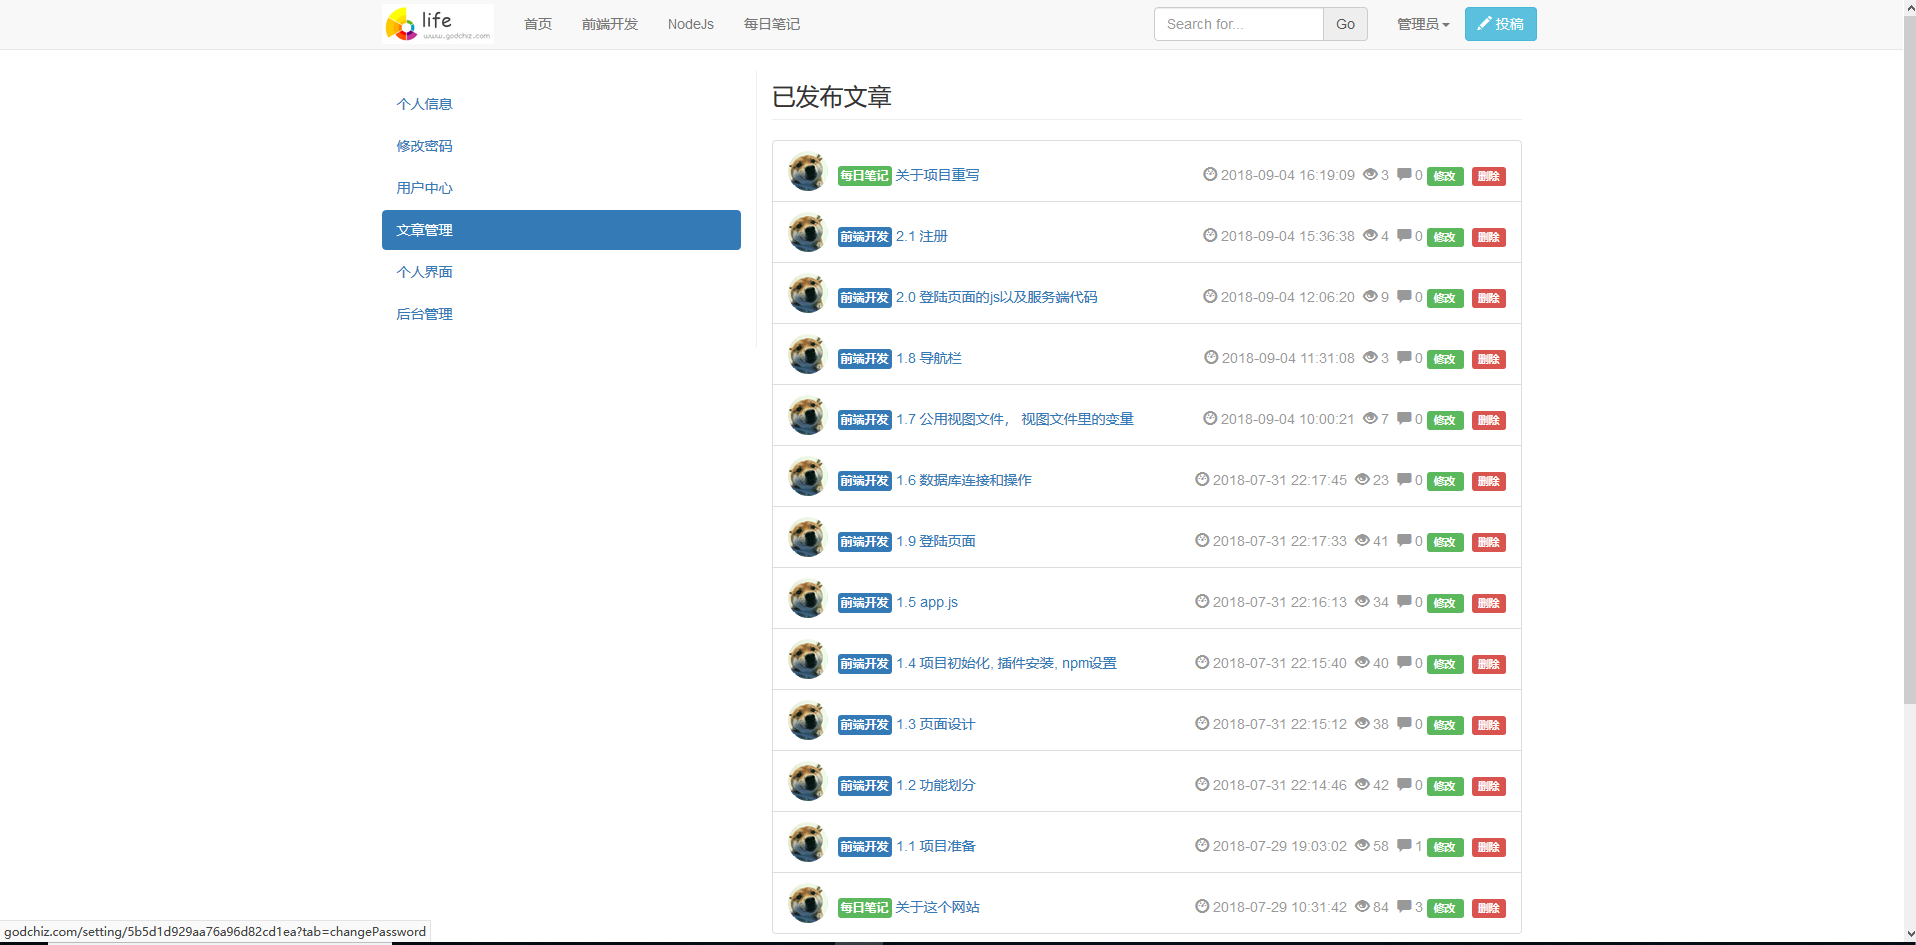 life
www.godchiz.com
首页 前端开发 NodeJs 每日笔记 Search for... Go 管理员 投稿
个人信息
修改密码
用户中心
文章管理
个人界面
后台管理
已发布文章
每日笔记 关于项目重写 2018-09-04 16:19:09 3 0 修改 删除
前端开发 2.1 注册 2018-09-04 15:36:38 4 0 修改 删除
前端开发 2.0 登陆页面的js以及服务端代码 2018-09-04 12:06:20 9 0 修改 删除
前端开发 1.8 导航栏 2018-09-04 11:31:08 3 0 修改 删除
前端开发 1.7 公用视图文件， 视图文件里的变量 2018-09-04 10:00:21 7 0 修改 删除
前端开发 1.6 数据库连接和操作 2018-07-31 22:17:45 23 0 修改 删除
前端开发 1.9 登陆页面 2018-07-31 22:17:33 41 0 修改 删除
前端开发 1.5 app.js 2018-07-31 22:16:13 34 0 修改 删除
前端开发 1.4 项目初始化, 插件安装, npm设置 2018-07-31 22:15:40 40 0 修改 删除
前端开发 1.3 页面设计 2018-07-31 22:15:12 38 0 修改 删除
前端开发 1.2 功能划分 2018-07-31 22:14:46 42 0 修改 删除
前端开发 1.1 项目准备 2018-07-29 19:03:02 58 1 修改 删除
每日笔记 关于这个网站 2018-07-29 10:31:42 84 3 修改 删除
godchiz.com/setting/5b5d1d929aa76a96d82cd1ea?tab=changePassword